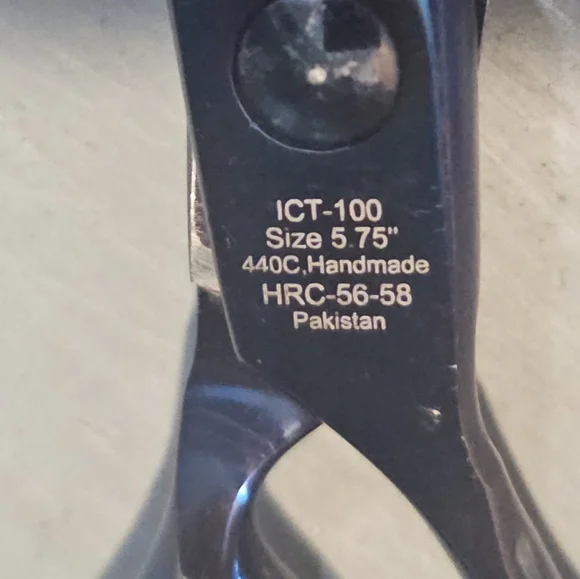 ICT-100
Size 5.75"
440C,Handmade
HRC-56-58
Pakistan